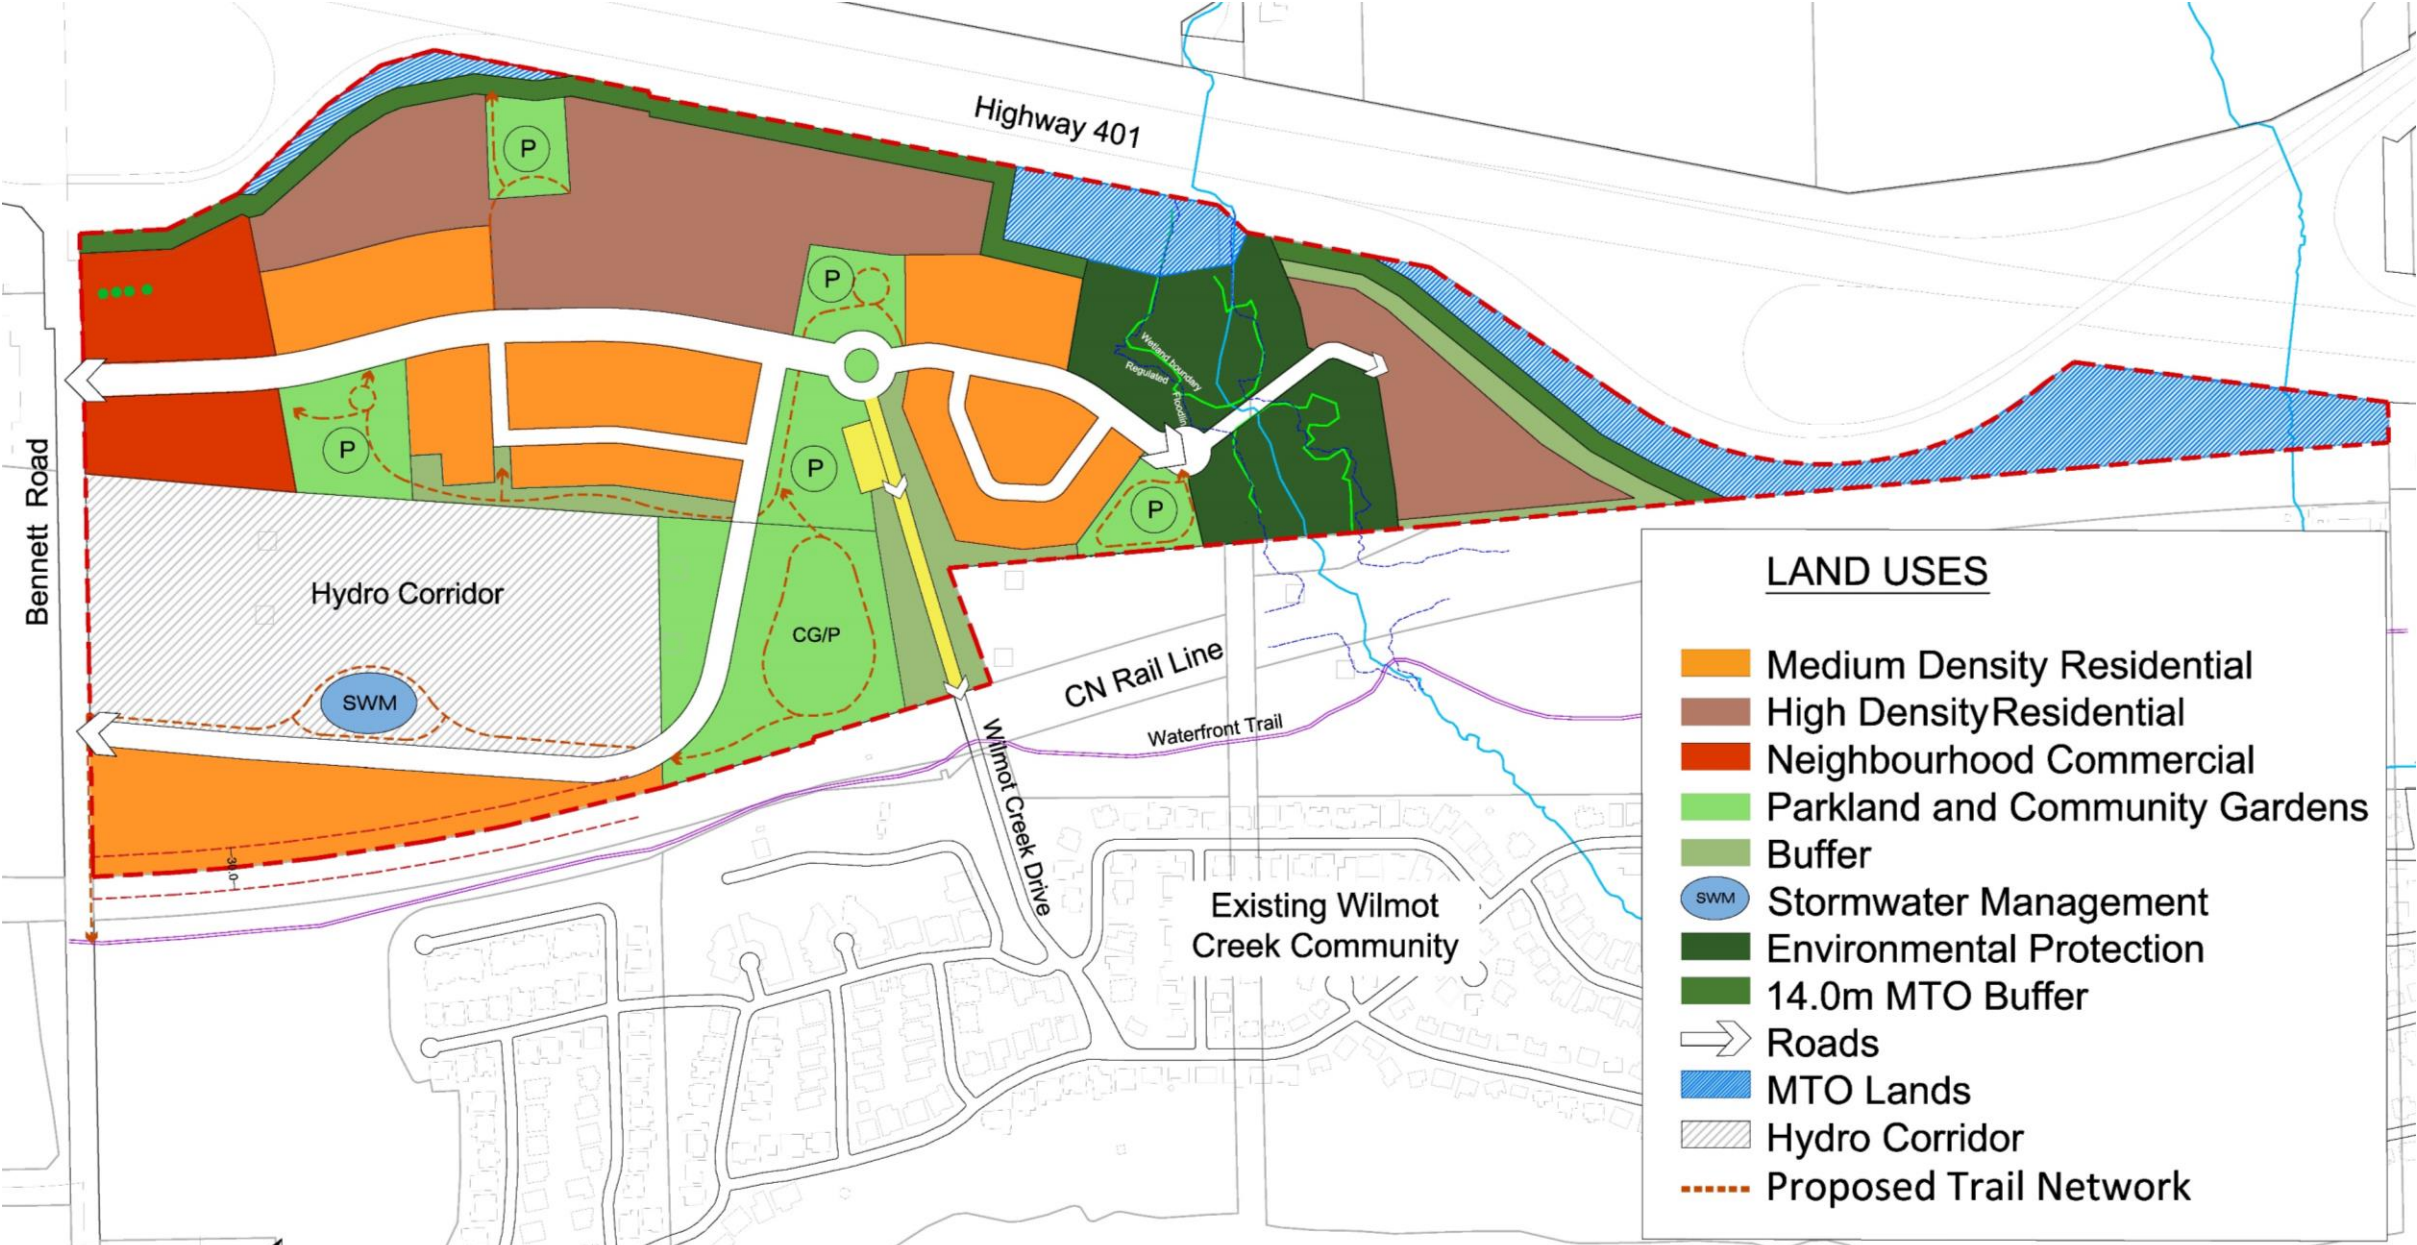 Highway 401
P
P
Wetland boundary
Regulated
P
P
P
Bennett Road
Hydro Corridor
CG/P
SWM
CN Rail Line
Waterfront Trail
Wilmot Creek Drive
Existing Wilmot
Creek Community
LAND USES
Medium Density Residential
High Density Residential
Neighbourhood Commercial
Parkland and Community Gardens
Buffer
SWM
Stormwater Management
Environmental Protection
14.0m MTO Buffer
Roads
MTO Lands
Hydro Corridor
Proposed Trail Network